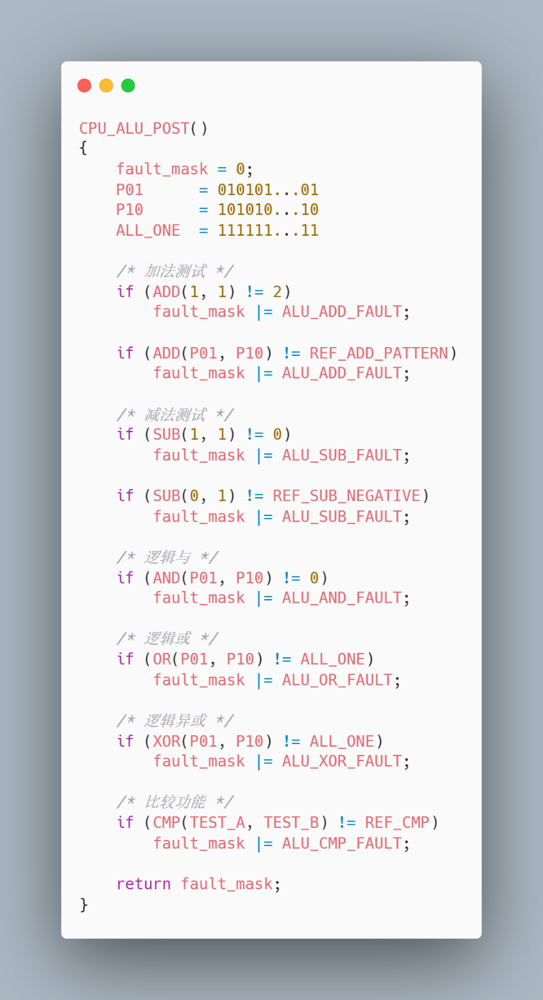 CPU_ALU_POST()
{
    fault_mask = 0;
    P01      = 010101...01
    P10      = 101010...10
    ALL_ONE  = 111111...11

    /* 加法测试 */
    if (ADD(1, 1) != 2)
        fault_mask |= ALU_ADD_FAULT;

    if (ADD(P01, P10) != REF_ADD_PATTERN)
        fault_mask |= ALU_ADD_FAULT;

    /* 减法测试 */
    if (SUB(1, 1) != 0)
        fault_mask |= ALU_SUB_FAULT;

    if (SUB(0, 1) != REF_SUB_NEGATIVE)
        fault_mask |= ALU_SUB_FAULT;

    /* 逻辑与 */
    if (AND(P01, P10) != 0)
        fault_mask |= ALU_AND_FAULT;

    /* 逻辑或 */
    if (OR(P01, P10) != ALL_ONE)
        fault_mask |= ALU_OR_FAULT;

    /* 逻辑异或 */
    if (XOR(P01, P10) != ALL_ONE)
        fault_mask |= ALU_XOR_FAULT;

    /* 比较功能 */
    if (CMP(TEST_A, TEST_B) != REF_CMP)
        fault_mask |= ALU_CMP_FAULT;

    return fault_mask;
}